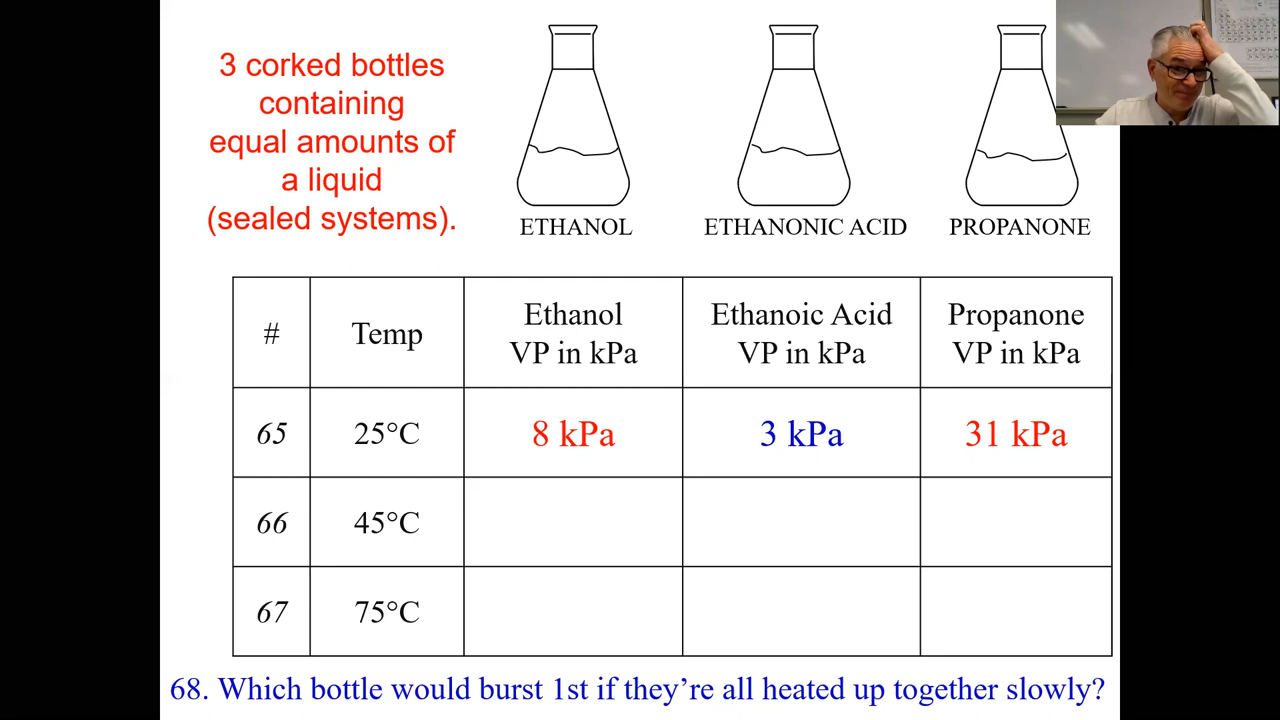 3 corked bottles
containing
equal amounts of
a liquid
(sealed systems).
ETHANOL
ETHANONIC ACID
PROPANONE
# Temp Ethanol VP in kPa Ethanoic Acid VP in kPa Propanone VP in kPa
65 25°C 8 kPa 3 kPa 31 kPa
66 45°C
67 75°C
68. Which bottle would burst 1st if they're all heated up together slowly?